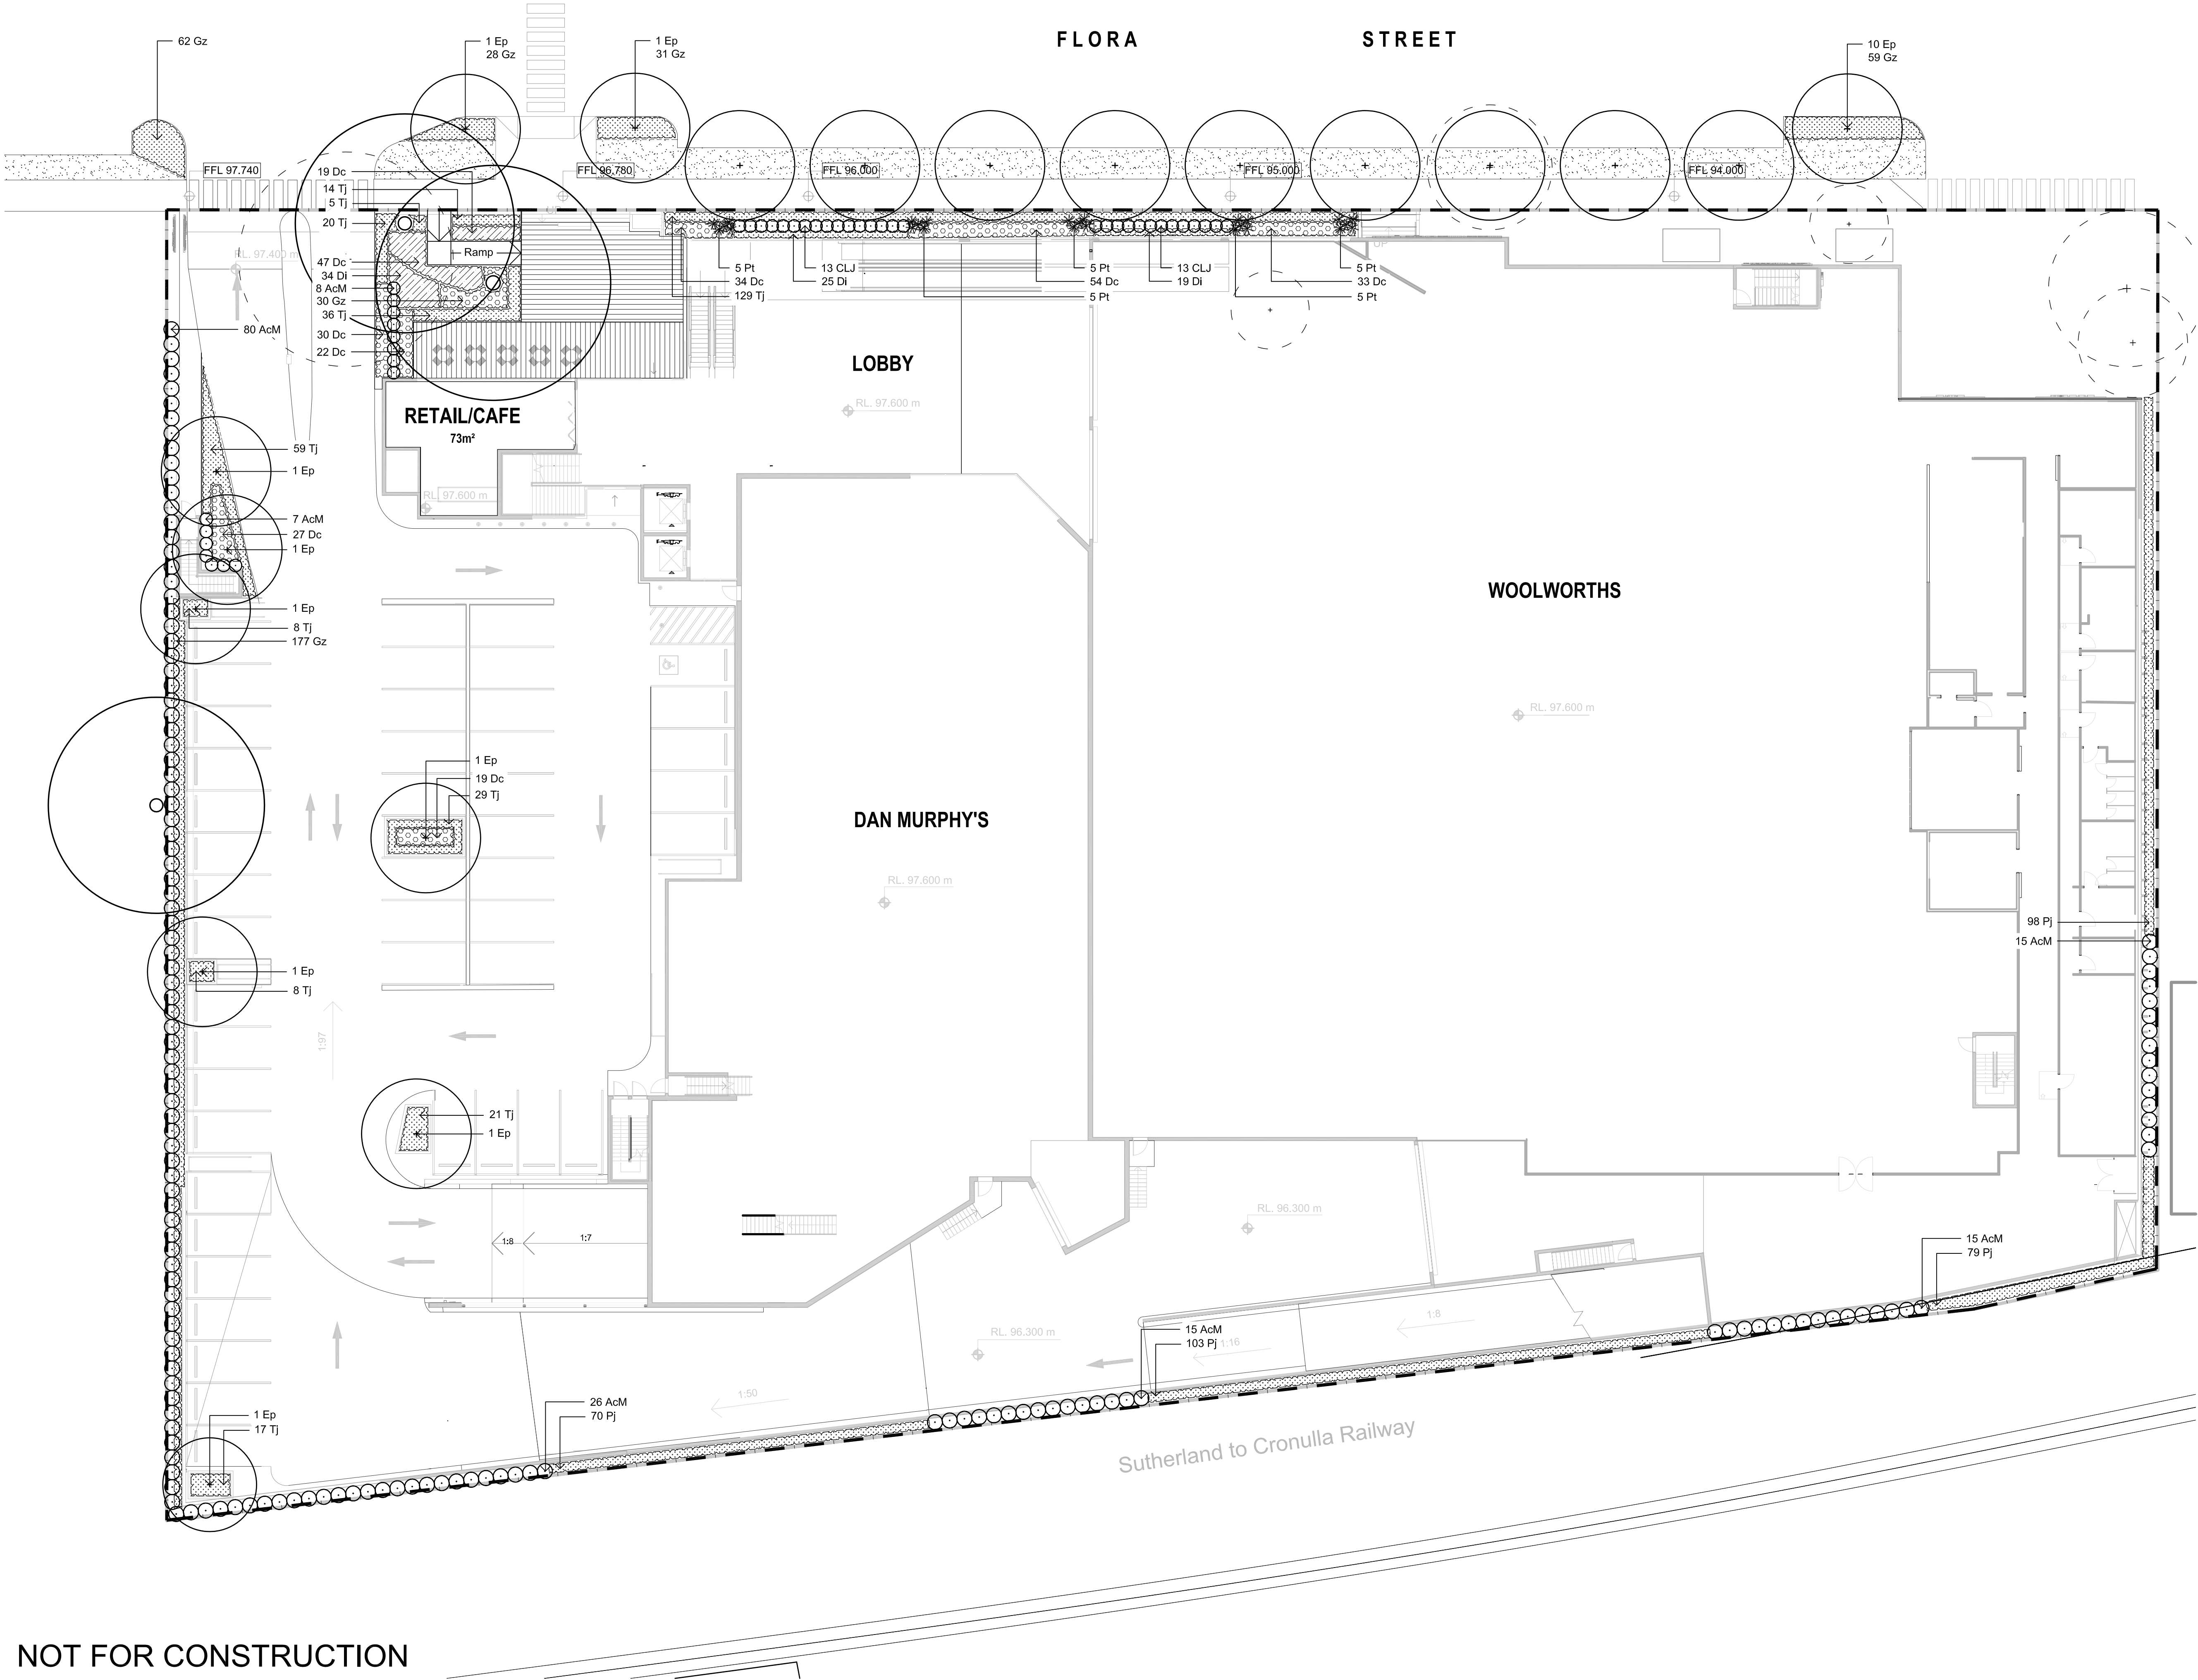 FLORA STREET
62 Gz
1 Ep
28 Gz
1 Ep
31 Gz
10 Ep
59 Gz
FFL 97.740
FFL 96.780
FFL 96.000
FFL 95.000
FFL 94.000
19 Dc
14 Tj
5 Tj
20 Tj
Ramp
47 Dc
34 Di
8 AcM
30 Gz
36 Tj
30 Dc
22 Dc
RL. 97.400 m
80 AcM
5 Pt
34 Dc
129 Tj
13 CLJ
25 Di
5 Pt
54 Dc
5 Pt
13 CLJ
19 Di
5 Pt
33 Dc
5 Pt
UP
LOBBY
RL. 97.600 m
RETAIL/CAFE
73m²
RL. 97.600 m
59 Tj
1 Ep
7 AcM
27 Dc
1 Ep
1 Ep
8 Tj
177 Gz
WOOLWORTHS
RL. 97.600 m
1 Ep
19 Dc
29 Tj
DAN MURPHY'S
RL. 97.600 m
98 Pj
15 AcM
1 Ep
8 Tj
1:97
21 Tj
1 Ep
1:8
1:7
RL. 96.300 m
15 AcM
79 Pj
RL. 96.300 m
1:8
15 AcM
103 Pj
1:16
1:50
26 AcM
70 Pj
1 Ep
17 Tj
Sutherland to Cronulla Railway
NOT FOR CONSTRUCTION